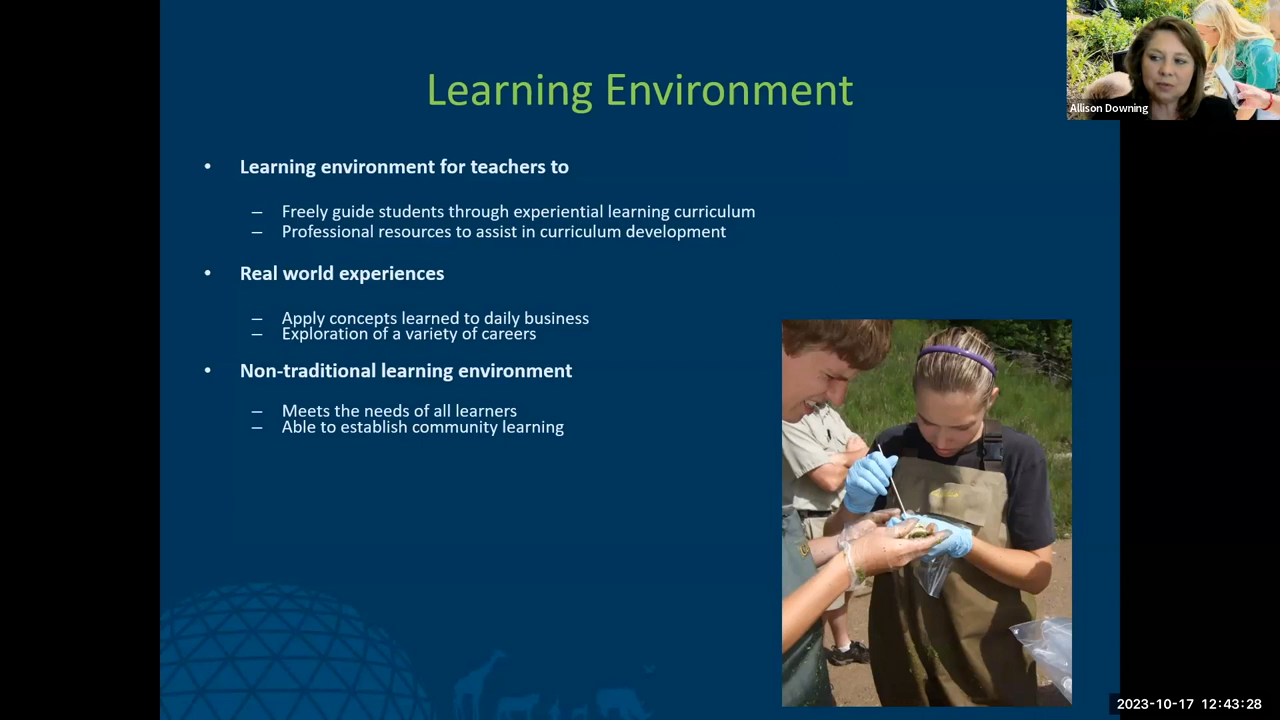 Learning Environment
Allison Downing
• Learning environment for teachers to
– Freely guide students through experiential learning curriculum
– Professional resources to assist in curriculum development
• Real world experiences
– Apply concepts learned to daily business
– Exploration of a variety of careers
• Non-traditional learning environment
– Meets the needs of all learners
– Able to establish community learning
2023-10-17 12:43:28